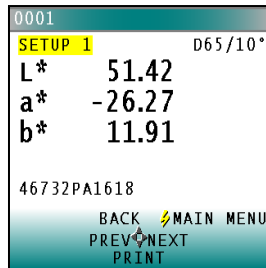 0001
SETUP 1 D65/10°
L* 51.42
a* -26.27
b* 11.91
46732PA1618
BACK MAIN MENU
PREV NEXT
PRINT